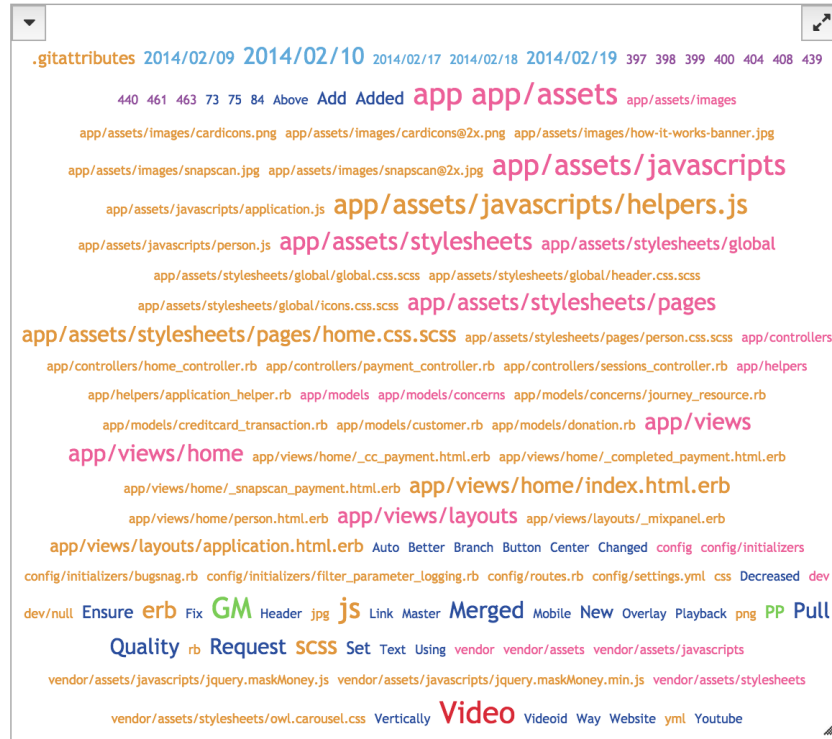 .gitattributes 2014/02/09 2014/02/10 2014/02/17 2014/02/18 2014/02/19 397 398 399 400 404 408 439
440 461 463 73 75 84 Above Add Added app app/assets app/assets/images
app/assets/images/cardicons.png app/assets/images/cardicons@2x.png app/assets/images/how-it-works-banner.jpg
app/assets/images/snapscan.jpg app/assets/images/snapscan@2x.jpg app/assets/javascripts
app/assets/javascripts/application.js app/assets/javascripts/helpers.js
app/assets/javascripts/person.js app/assets/stylesheets app/assets/stylesheets/global
app/assets/stylesheets/global/global.css.scss app/assets/stylesheets/global/header.css.scss
app/assets/stylesheets/global/icons.css.scss app/assets/stylesheets/pages
app/assets/stylesheets/pages/home.css.scss app/assets/stylesheets/pages/person.css.scss app/controllers
app/controllers/home_controller.rb app/controllers/payment_controller.rb app/controllers/sessions_controller.rb app/helpers
app/helpers/application_helper.rb app/models app/models/concerns app/models/concerns/journey_resource.rb
app/models/creditcard_transaction.rb app/models/customer.rb app/models/donation.rb app/views
app/views/home app/views/home/_cc_payment.html.erb app/views/home/_completed_payment.html.erb
app/views/home/_snapscan_payment.html.erb app/views/home/index.html.erb
app/views/home/person.html.erb app/views/layouts app/views/layouts/_mixpanel.erb
app/views/layouts/application.html.erb Auto Better Branch Button Center Changed config config/initializers
config/initializers/bugsnag.rb config/initializers/filter_parameter_logging.rb config/routes.rb config/settings.yml css Decreased dev
dev/null Ensure erb Fix GM Header jpg js Link Master Merged Mobile New Overlay Playback png PP Pull
Quality rb Request scss Set Text Using vendor vendor/assets vendor/assets/javascripts
vendor/assets/javascripts/jquery.maskMoney.js vendor/assets/javascripts/jquery.maskMoney.min.js vendor/assets/stylesheets
vendor/assets/stylesheets/owl.carousel.css Vertically Video Videoid Way Website yml Youtube